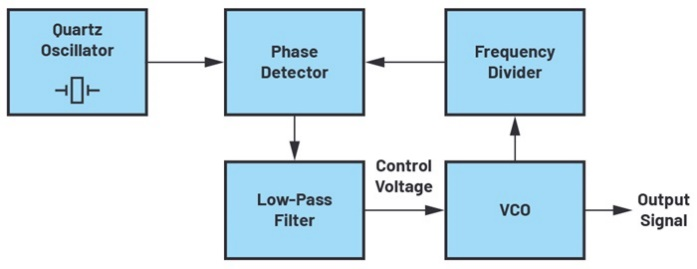 Quartz
Oscillator
Phase
Detector
Frequency
Divider
Low-Pass
Filter
Control
Voltage
VCO
Output
Signal